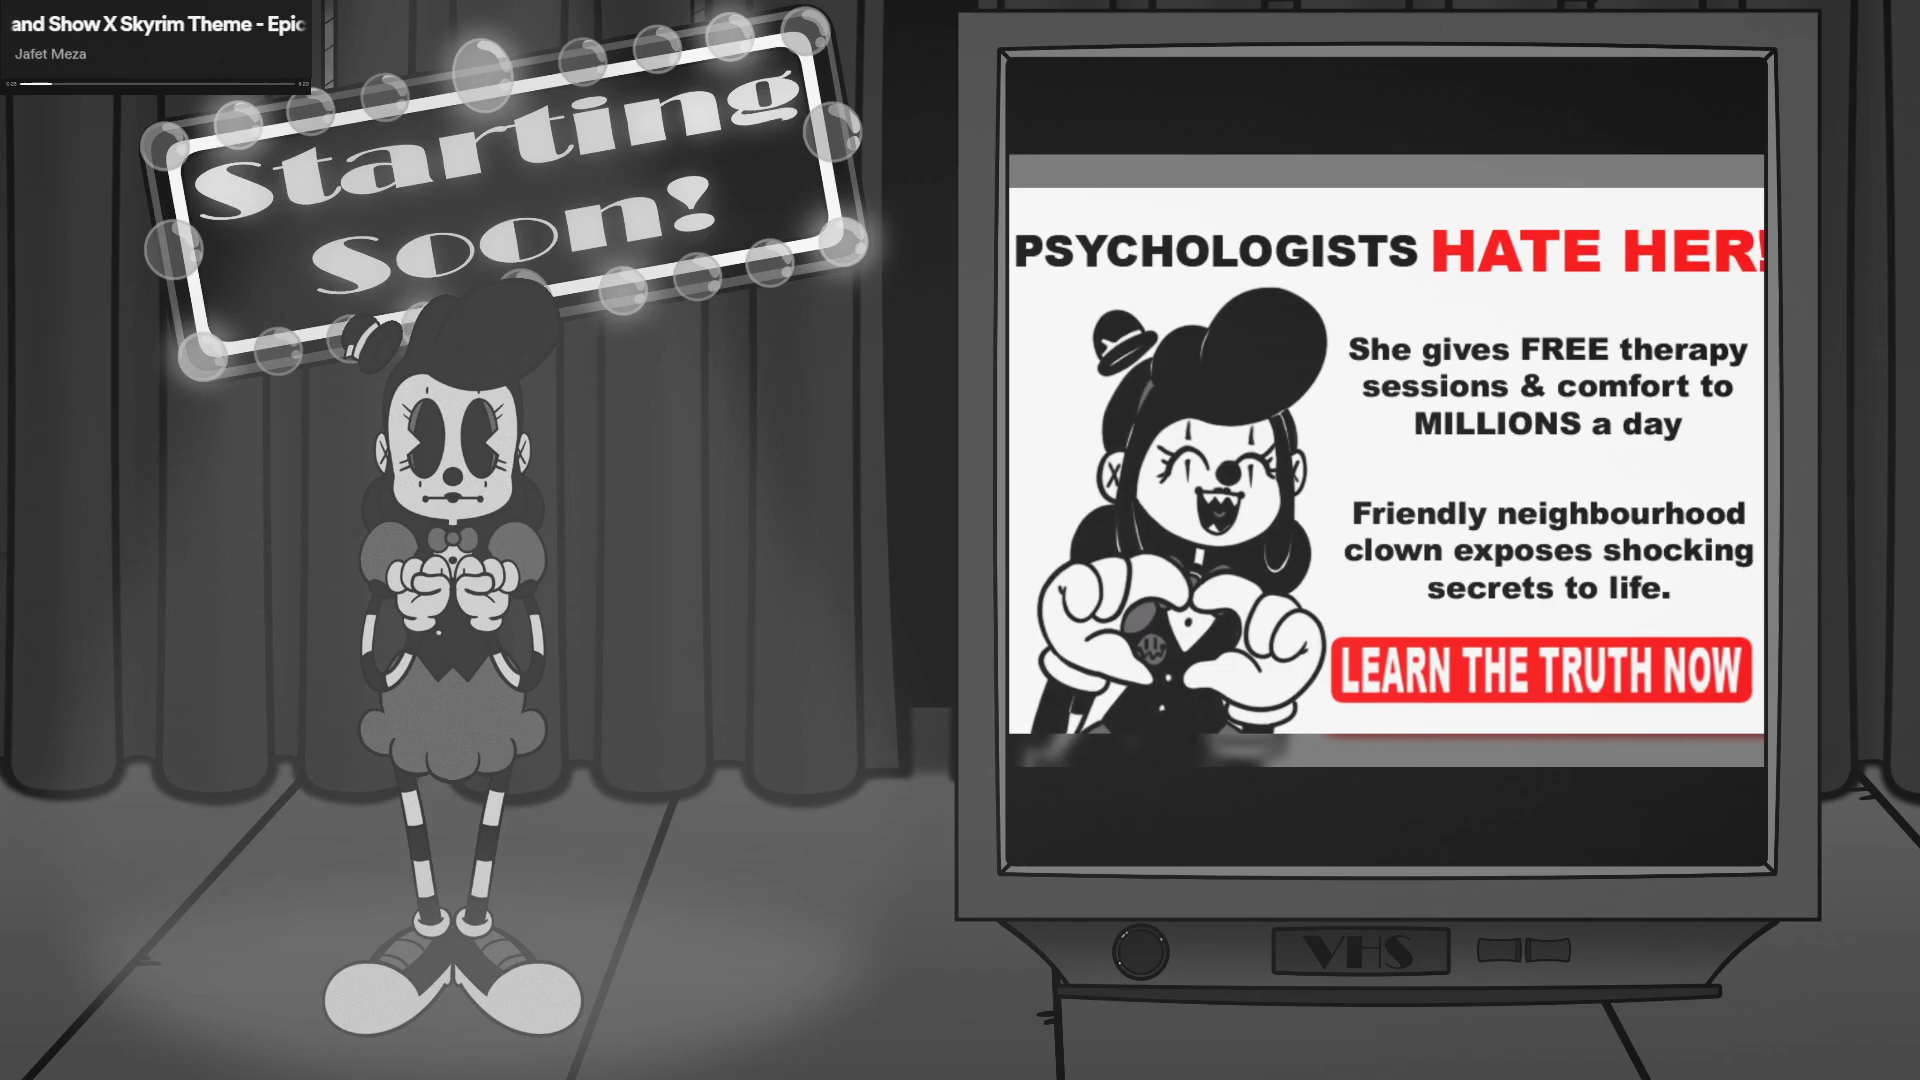 and Show X Skyrim Theme - Epic
Jafet Meza
Starting
Soon!
PSYCHOLOGISTS HATE HER!
She gives FREE therapy
sessions & comfort to
MILLIONS a day
Friendly neighbourhood
clown exposes shocking
secrets to life.
LEARN THE TRUTH NOW
VHS